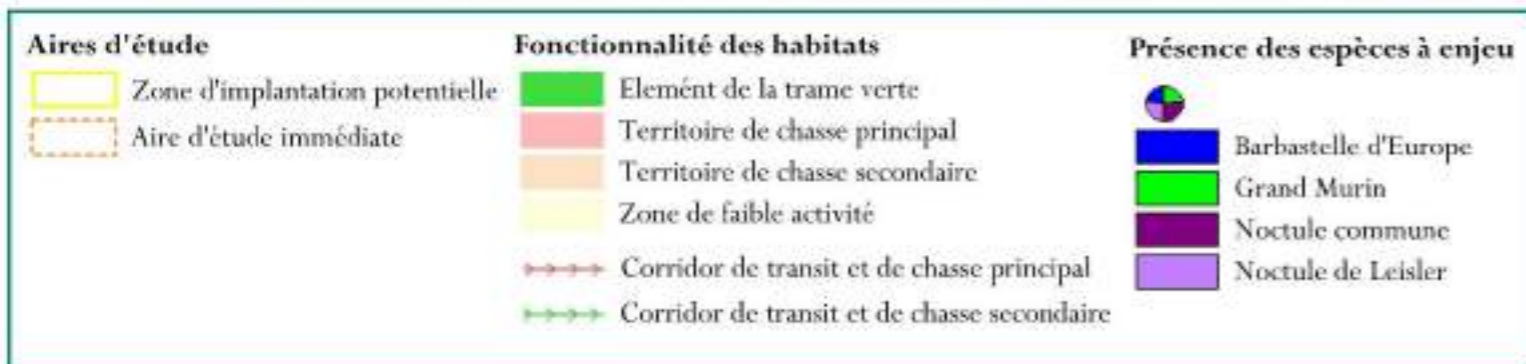 Aires d'étude
Zone d'implantation potentielle
Aire d'étude immédiate
Fonctionnalité des habitats
Elemént de la trame verte
Territoire de chasse principal
Territoire de chasse secondaire
Zone de faible activité
Corridor de transit et de chasse principal
Corridor de transit et de chasse secondaire
Présence des espèces à enjeu
Barbastelle d'Europe
Grand Murin
Noctule commune
Noctule de Leisler